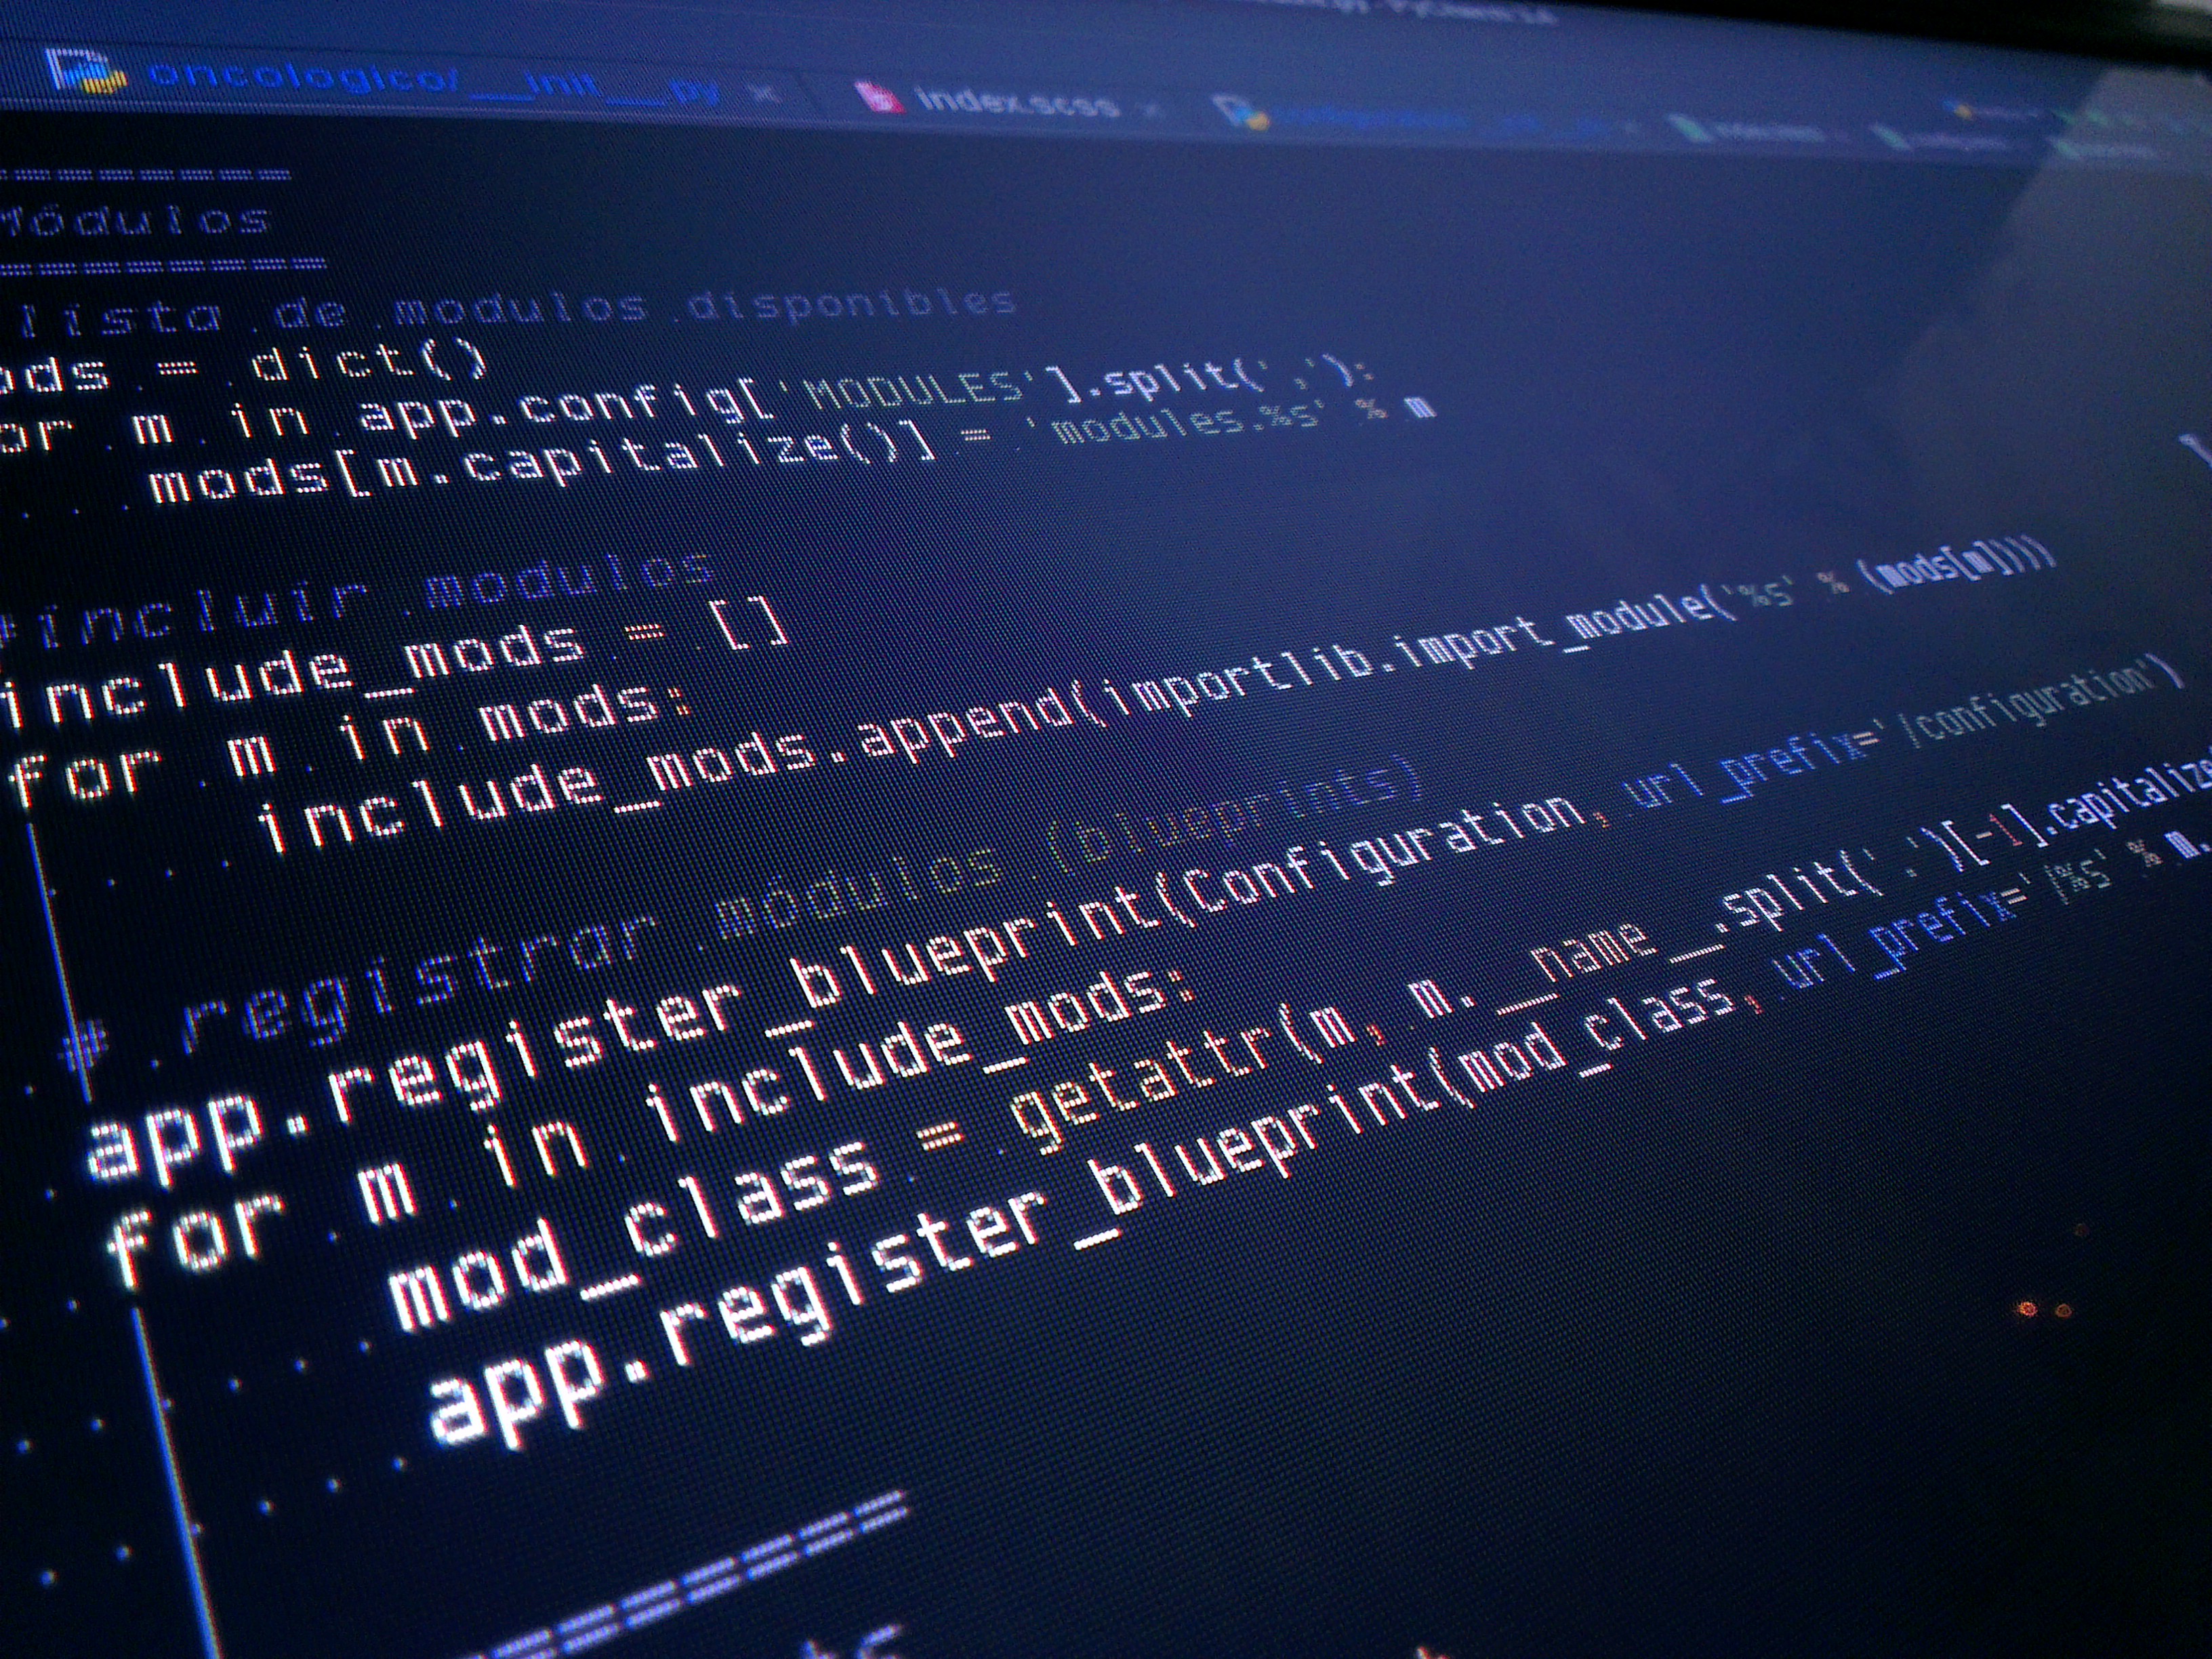 oncologico/__init__.py index.scss
==========
Módulos
==========
lista de modulos disponibles
ods = dict()
or m in app.config['MODULES'].split(','):
mods[m.capitalize()] = 'modules.%s' % m
#incluir modulos
include_mods = []
for m in mods:
include_mods.append(importlib.import_module('%s' % (mods[m])))
# registrar módulos (blueprints)
app.register_blueprint(Configuration, url_prefix='/configuration')
for m in include_mods:
mod_class = getattr(m, m.__name__.split('.')[-1].capitalize
app.register_blueprint(mod_class, url_prefix='/%s' % m.